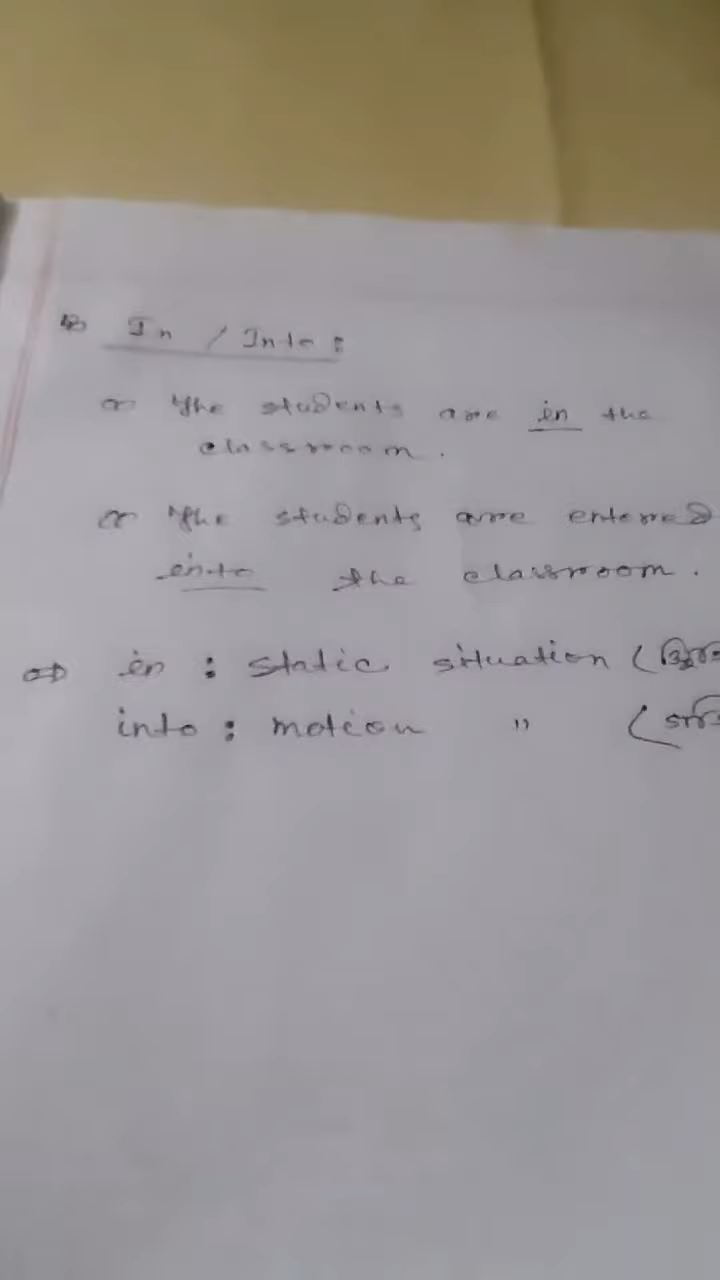 In / Into :
The students are in the
classroom.
The students are entered
into the classroom.
⇒ in : static situation (
into : motion " (